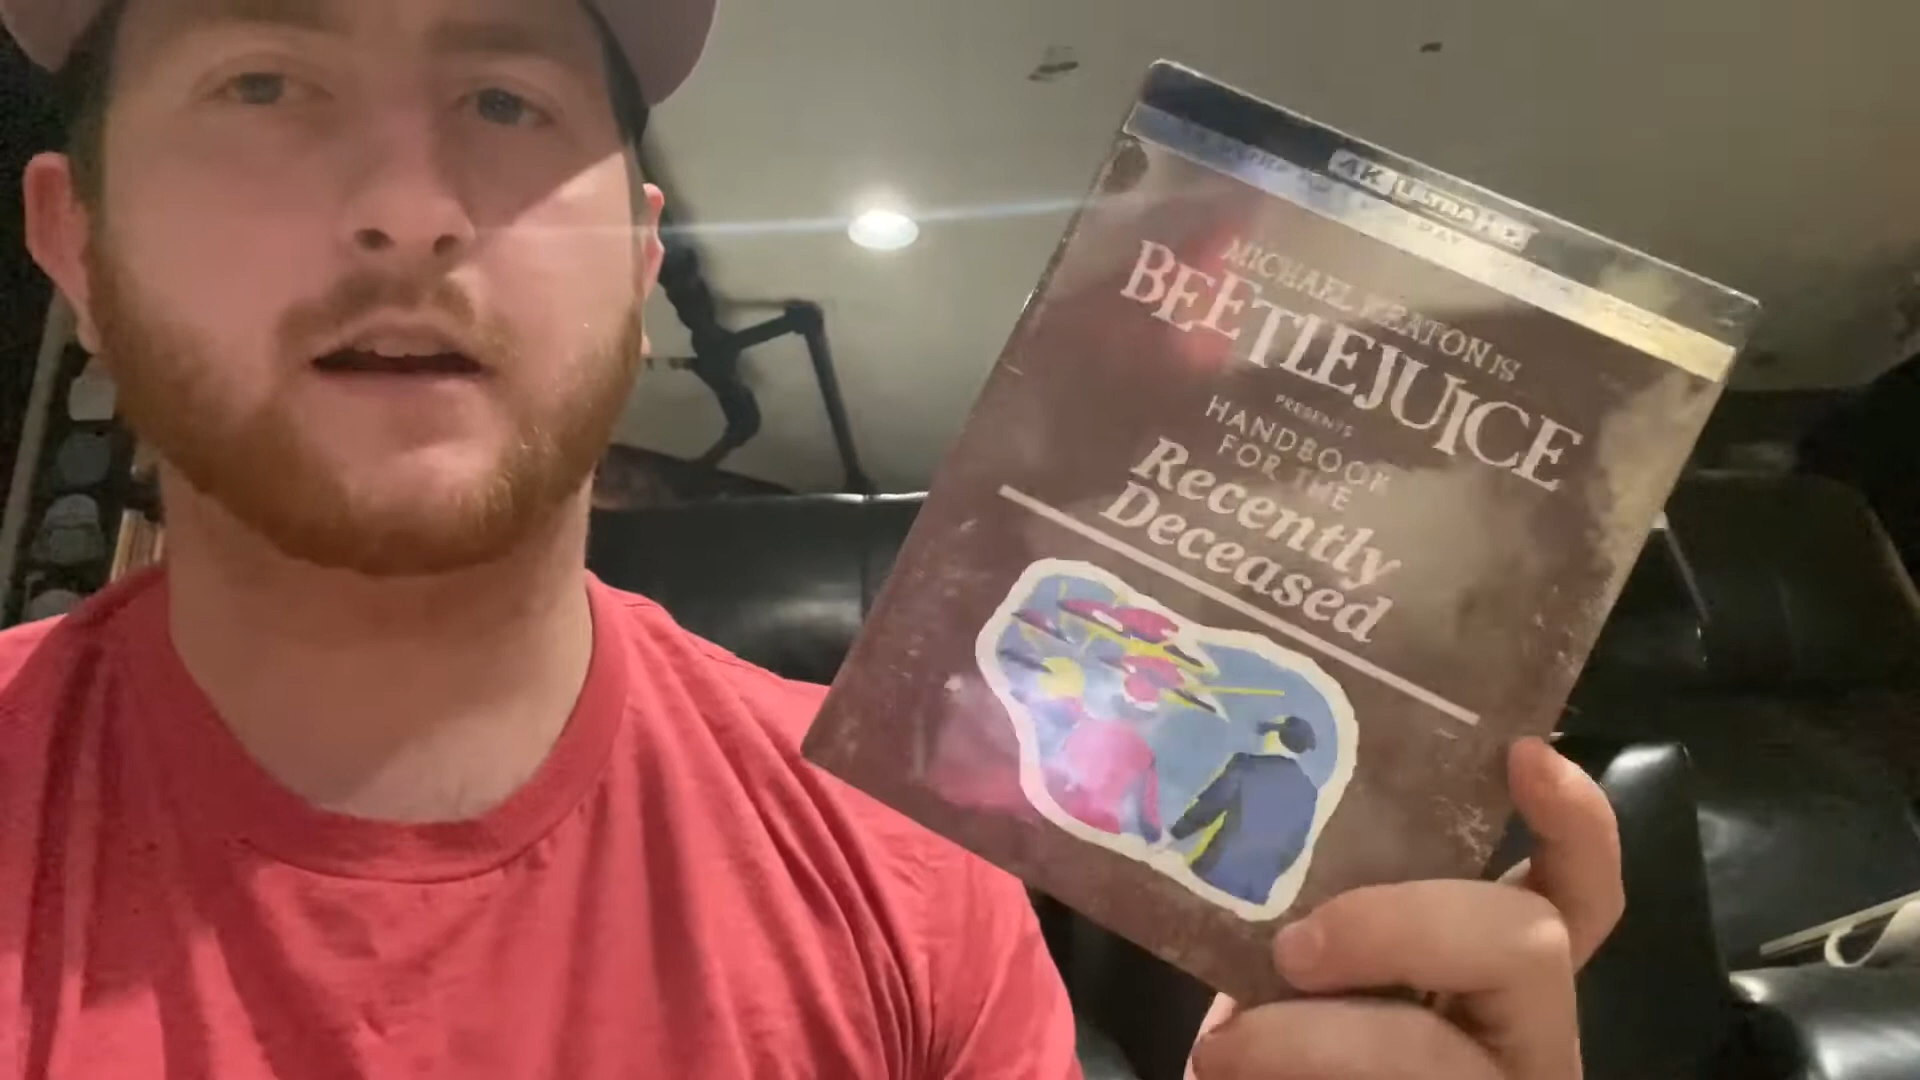 4K ULTRA HD
MICHAEL KEATON IS
BEETLEJUICE
PRESENTS
HANDBOOK
FOR THE
Recently
Deceased